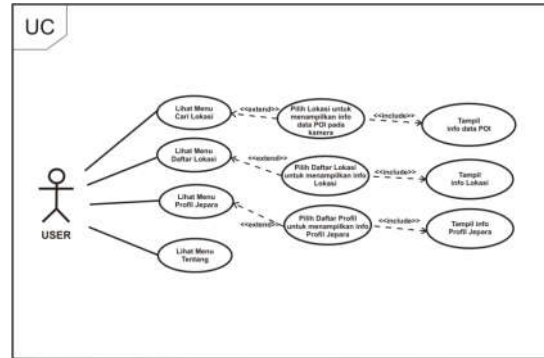 UC
Lihat Menu
Cari Lokasi
<<extend>>
Pilih Lokasi untuk
menampilkan info
data POI pada
kamera
<<include>>
Tampil
info data POI
Lihat Menu
Daftar Lokasi
<<extend>>
Pilih Daftar Lokasi
untuk menampilkan info
Lokasi
<<include>>
Tampil
info Lokasi
Lihat Menu
Profil Jepara
<<extend>>
Pilih Daftar Profil
untuk menampilkan info
Profil Jepara
<<include>>
Tampil info
Profil Jepara
USER
Lihat Menu
Tentang